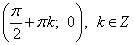 (π/2 + πk; 0), k ∈ Z